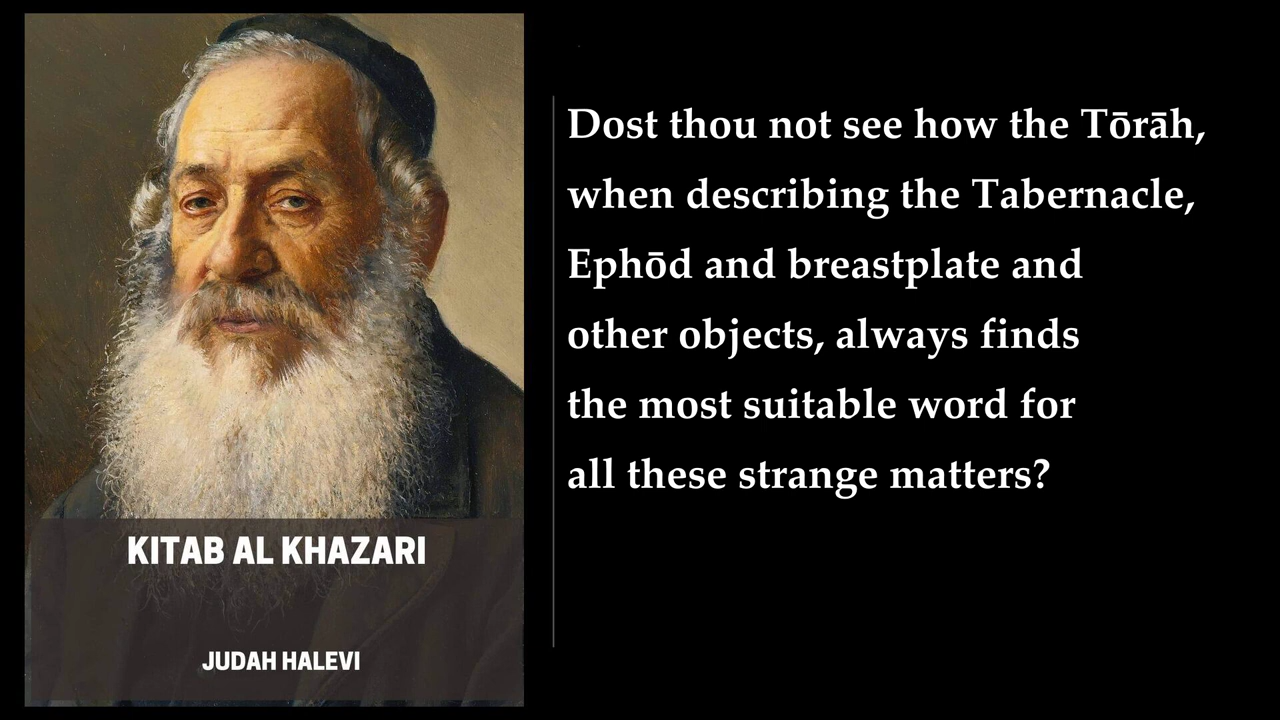 KITAB AL KHAZARI
JUDAH HALEVI
Dost thou not see how the Tōrāh,
when describing the Tabernacle,
Ephōd and breastplate and
other objects, always finds
the most suitable word for
all these strange matters?